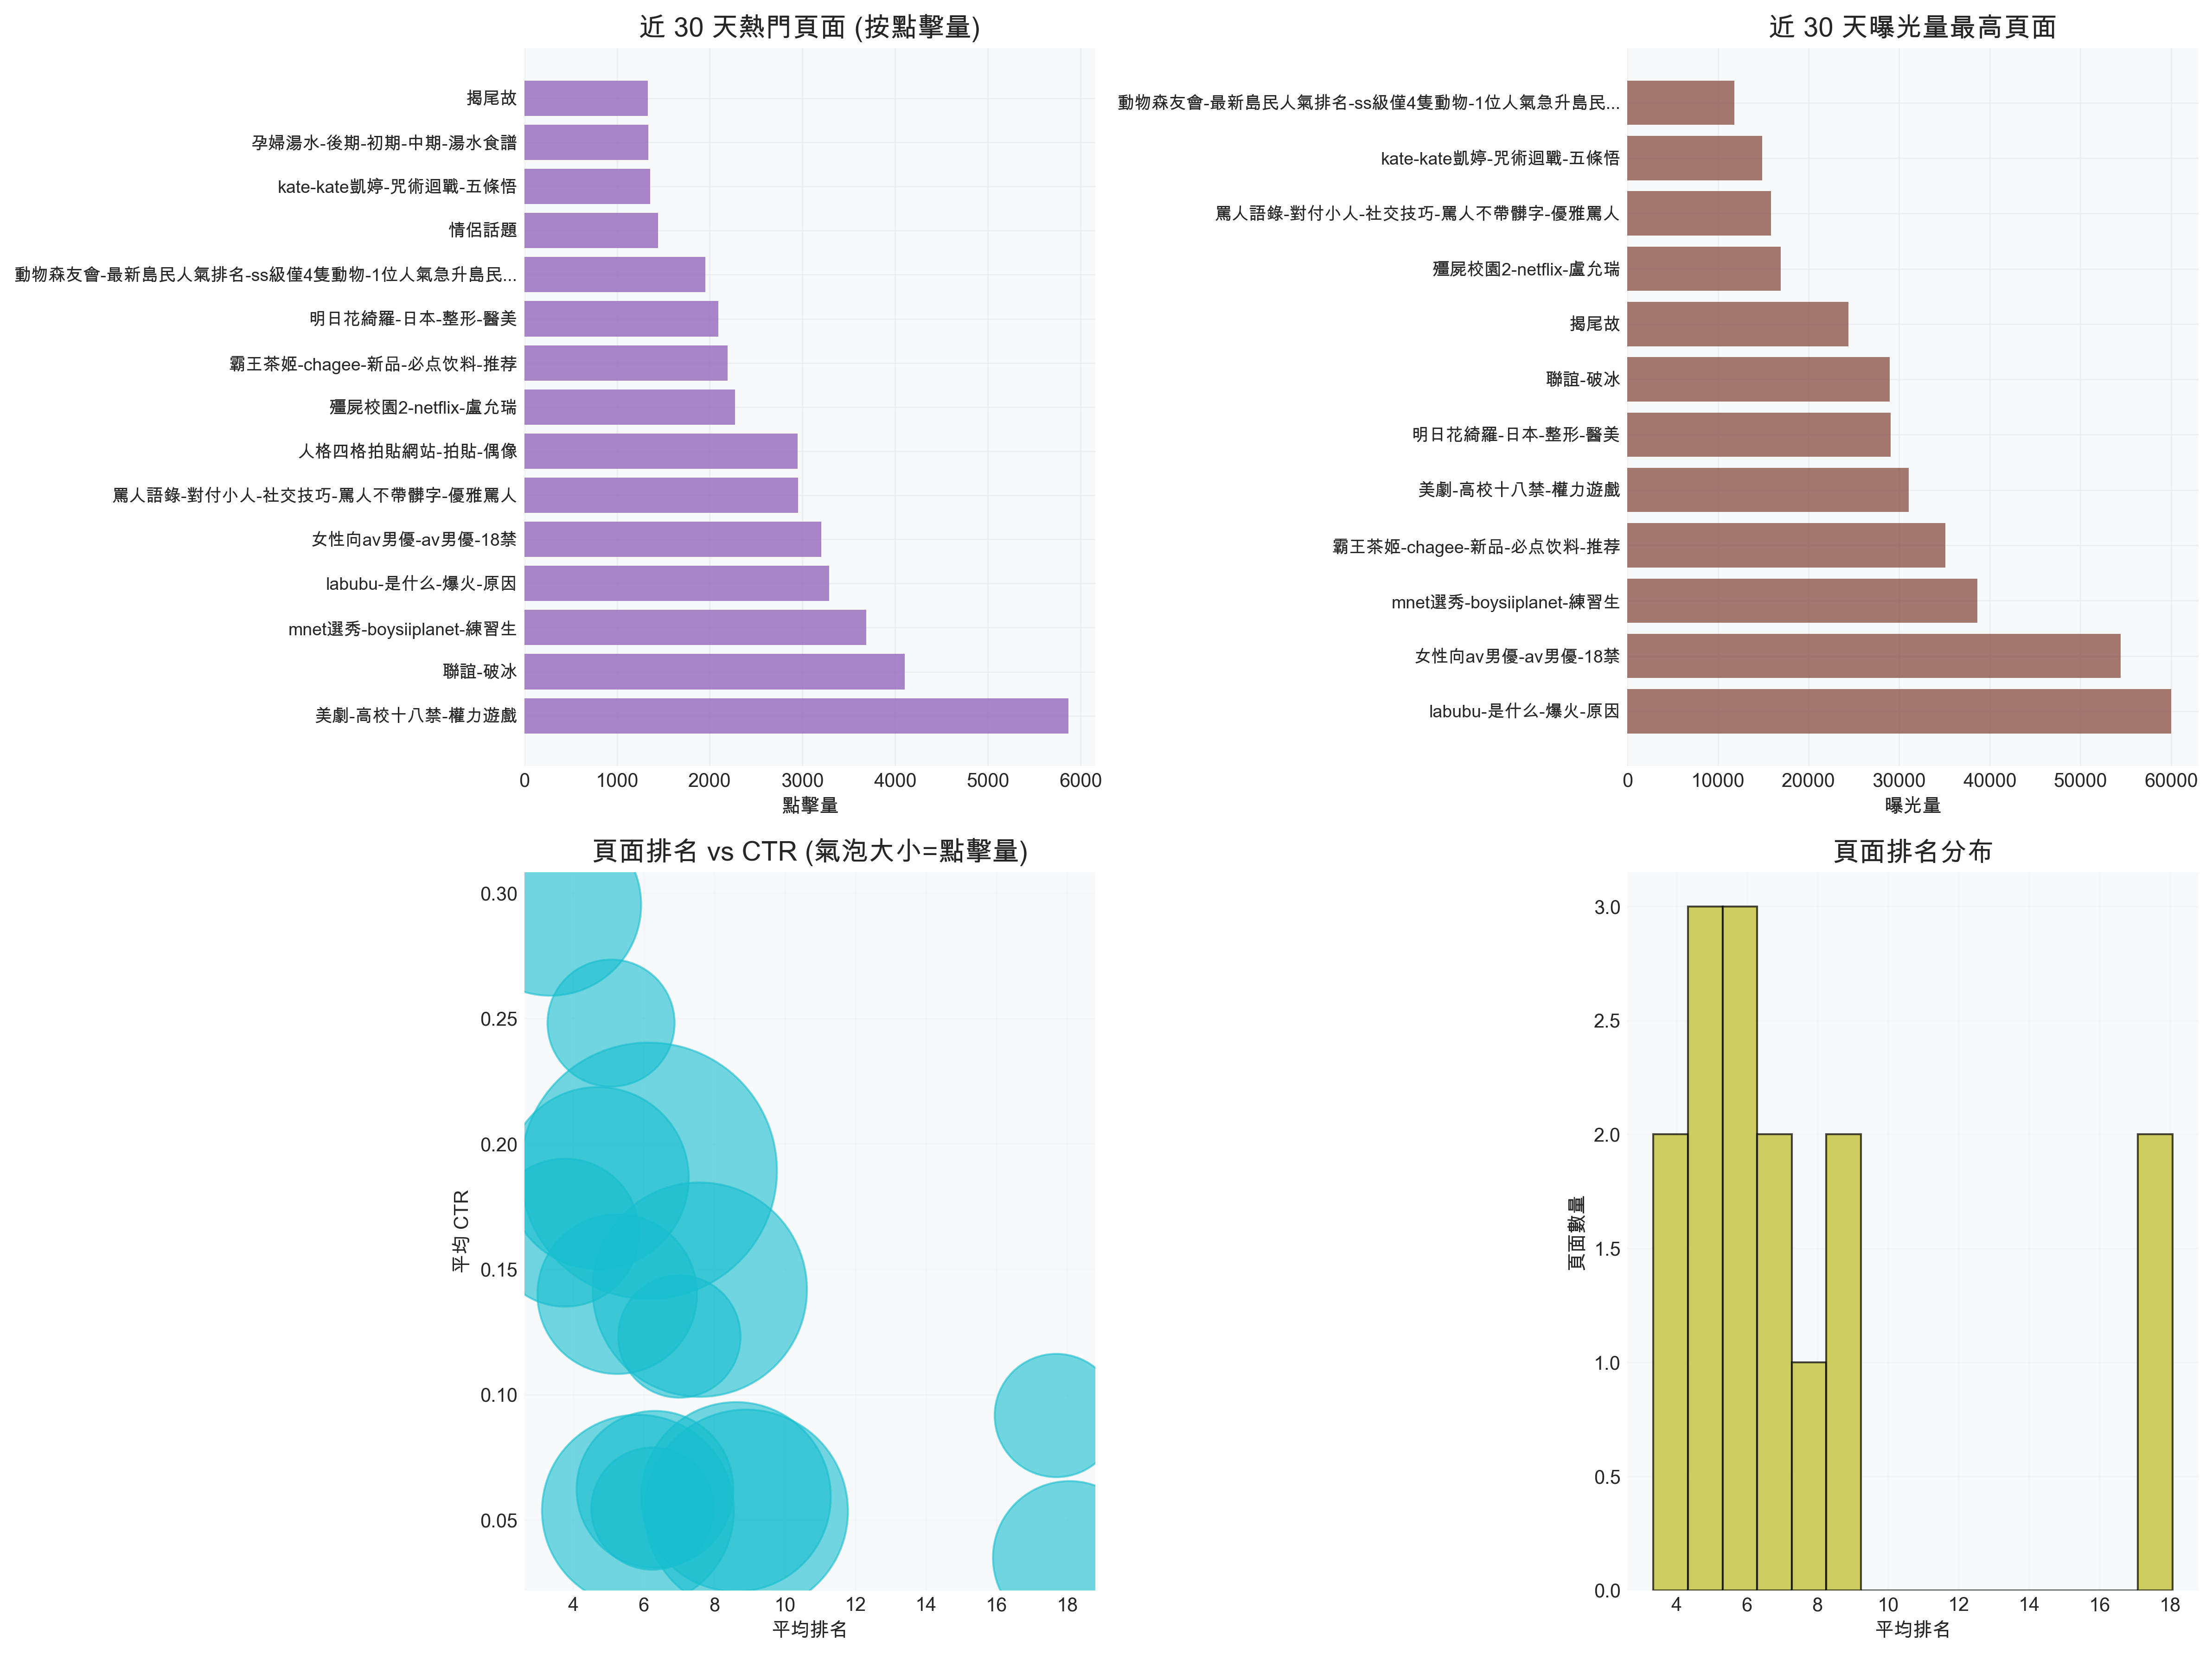 近 30 天熱門頁面 (按點擊量)
揭尾故
孕婦湯水-後期-初期-中期-湯水食譜
kate-kate凱婷-咒術迴戰-五條悟
情侶話題
動物森友會-最新島民人氣排名-ss級僅4隻動物-1位人氣急升島民...
明日花綺羅-日本-整形-醫美
霸王茶姬-chagee-新品-必点饮料-推荐
殭屍校園2-netflix-盧允瑞
人格四格拍貼網站-拍貼-偶像
罵人語錄-對付小人-社交技巧-罵人不帶髒字-優雅罵人
女性向av男優-av男優-18禁
labubu-是什么-爆火-原因
mnet選秀-boysiiplanet-練習生
聯誼-破冰
美劇-高校十八禁-權力遊戲
0 1000 2000 3000 4000 5000 6000
點擊量
近 30 天曝光量最高頁面
動物森友會-最新島民人氣排名-ss級僅4隻動物-1位人氣急升島民...
kate-kate凱婷-咒術迴戰-五條悟
罵人語錄-對付小人-社交技巧-罵人不帶髒字-優雅罵人
殭屍校園2-netflix-盧允瑞
揭尾故
聯誼-破冰
明日花綺羅-日本-整形-醫美
美劇-高校十八禁-權力遊戲
霸王茶姬-chagee-新品-必点饮料-推荐
mnet選秀-boysiiplanet-練習生
女性向av男優-av男優-18禁
labubu-是什么-爆火-原因
0 10000 20000 30000 40000 50000 60000
曝光量
頁面排名 vs CTR (氣泡大小=點擊量)
0.30
0.25
0.20
0.15
0.10
0.05
平均 CTR
4 6 8 10 12 14 16 18
平均排名
頁面排名分布
3.0
2.5
2.0
1.5
1.0
0.5
0.0
頁面數量
4 6 8 10 12 14 16 18
平均排名